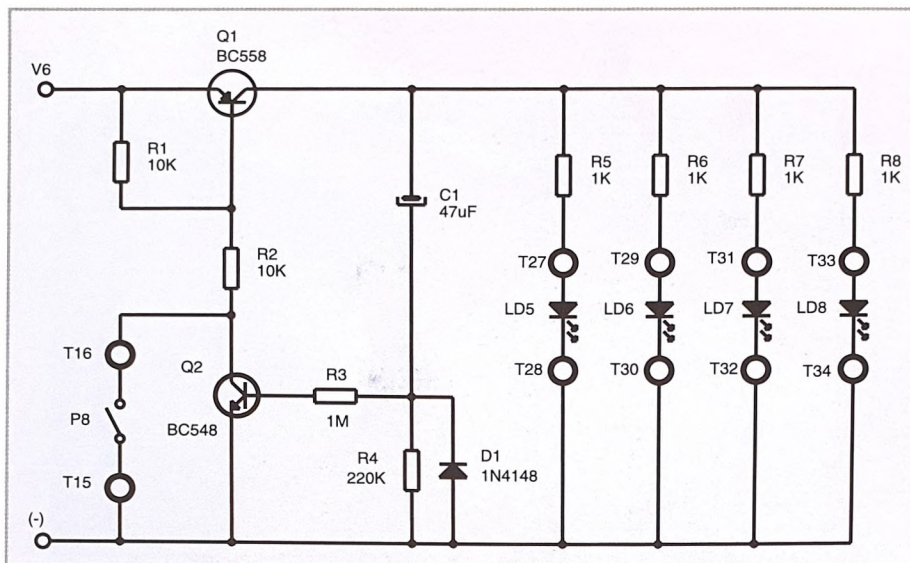 Q1
BC558
V6
R1
10K
C1
47uF
R5
1K
R6
1K
R7
1K
R8
1K
R2
10K
T27
T29
T31
T33
LD5
LD6
LD7
LD8
T28
T30
T32
T34
T16
P8
T15
Q2
BC548
R3
1M
R4
220K
D1
1N4148
(-)